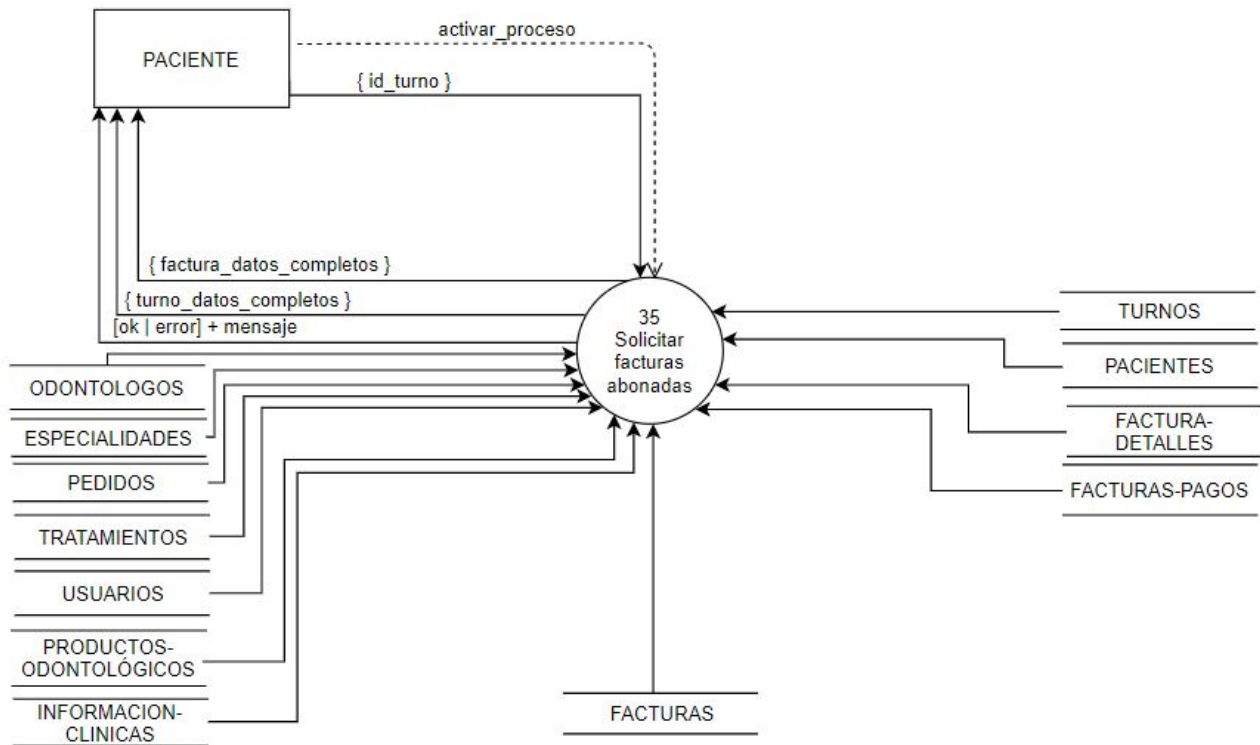 activar_proceso
PACIENTE
{ id_turno }
{ factura_datos_completos }
{ turno_datos_completos }
[ok | error] + mensaje
35
Solicitar
facturas
abonadas
TURNOS
PACIENTES
FACTURA-
DETALLES
FACTURAS-PAGOS
ODONTOLOGOS
ESPECIALIDADES
PEDIDOS
TRATAMIENTOS
USUARIOS
PRODUCTOS-
ODONTOLÓGICOS
INFORMACION-
CLINICAS
FACTURAS